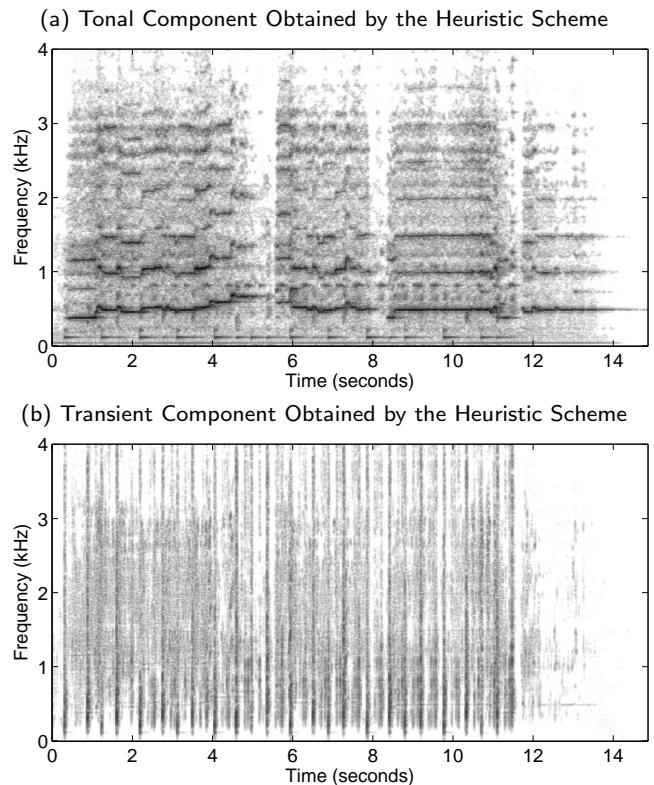 (a) Tonal Component Obtained by the Heuristic Scheme
4
3
2
1
0
Frequency (kHz)
0 2 4 6 8 10 12 14
Time (seconds)
(b) Transient Component Obtained by the Heuristic Scheme
4
3
2
1
0
Frequency (kHz)
0 2 4 6 8 10 12 14
Time (seconds)